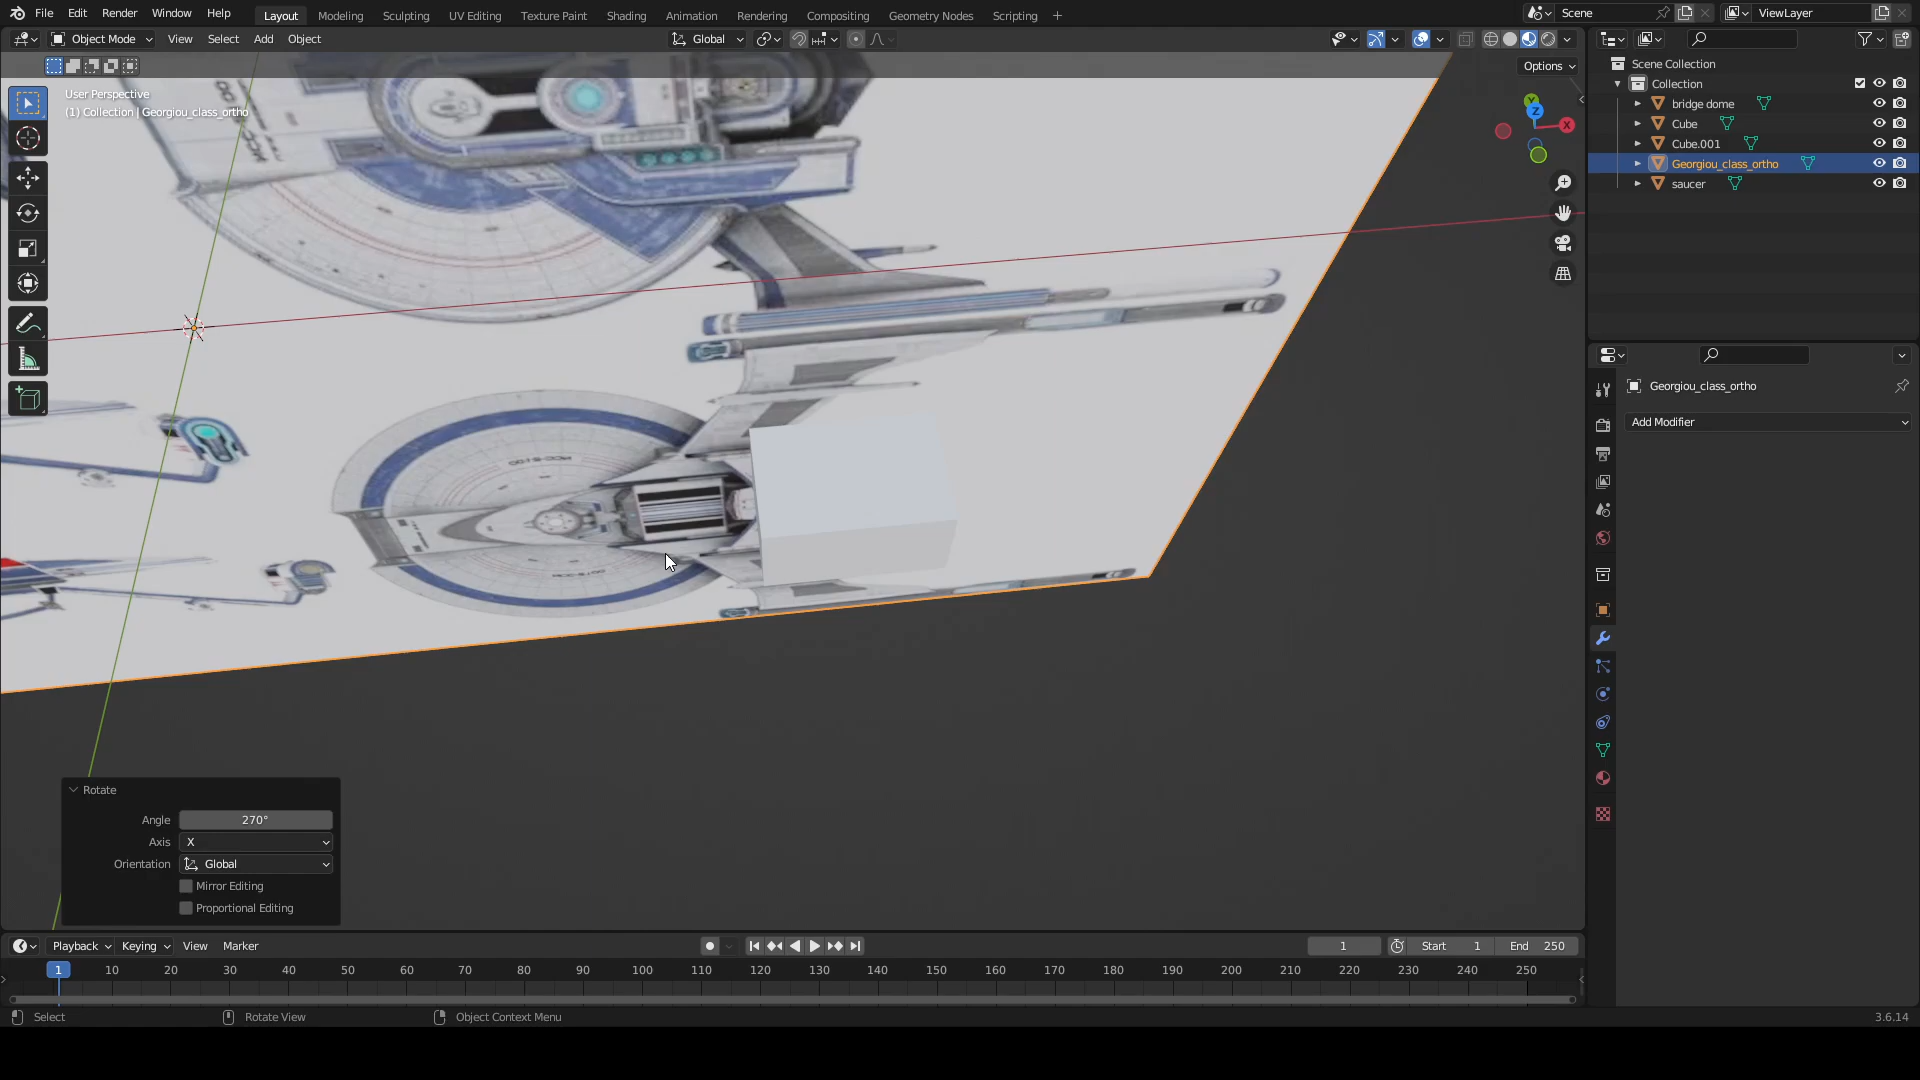 File Edit Render Window Help Layout Modeling Sculpting UV Editing Texture Paint Shading Animation Rendering Compositing Geometry Nodes Scripting Scene ViewLayer
Object Mode View Select Add Object Global
Options
User Perspective
(1) Collection | Georgiou_class_ortho
Y
Z
X
Scene Collection
Collection
bridge dome
Cube
Cube.001
Georgiou_class_ortho
saucer
Georgiou_class_ortho
Add Modifier
Rotate
Angle 270°
Axis X
Orientation Global
Mirror Editing
Proportional Editing
Playback Keying View Marker 1 Start 1 End 250
1 10 20 30 40 50 60 70 80 90 100 110 120 130 140 150 160 170 180 190 200 210 220 230 240 250
Select Rotate View Object Context Menu 3.6.14